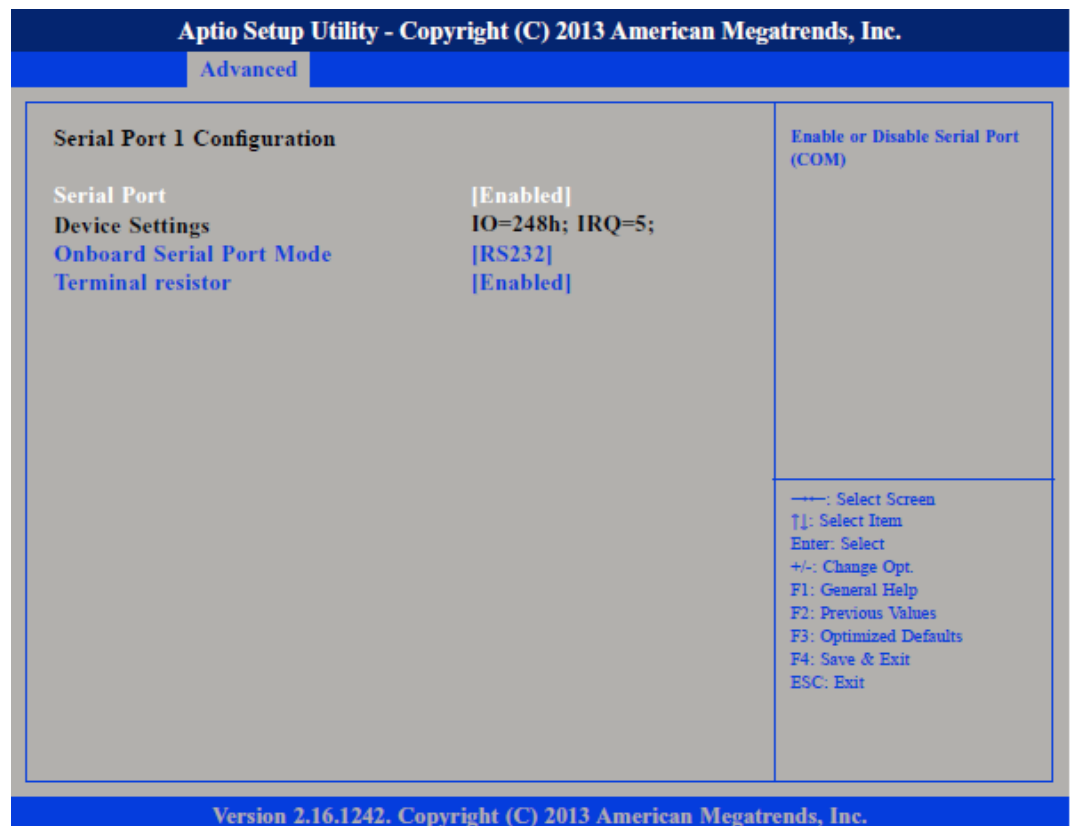 Aptio Setup Utility - Copyright (C) 2013 American Megatrends, Inc.
Advanced
Serial Port 1 Configuration
Serial Port [Enabled]
Device Settings IO=248h; IRQ=5;
Onboard Serial Port Mode [RS232]
Terminal resistor [Enabled]
Enable or Disable Serial Port
(COM)
→←: Select Screen
↑↓: Select Item
Enter: Select
+/-: Change Opt.
F1: General Help
F2: Previous Values
F3: Optimized Defaults
F4: Save & Exit
ESC: Exit
Version 2.16.1242. Copyright (C) 2013 American Megatrends, Inc.